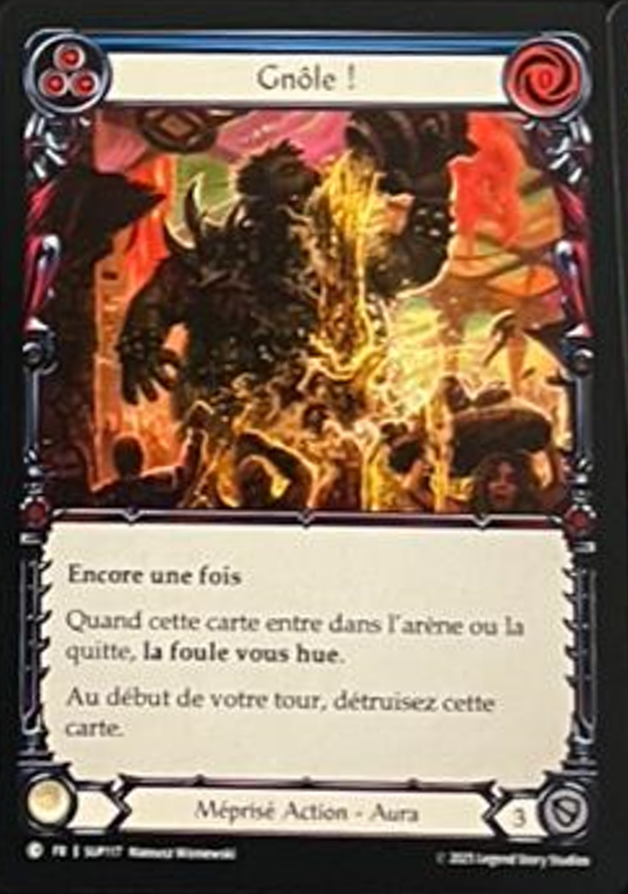 Gnôle !
0
Encore une fois
Quand cette carte entre dans l'arène ou la
quitte, la foule vous hue.
Au début de votre tour, détruisez cette
carte.
Méprisé Action - Aura
3
C FR SUP117
© 2025 Legend Story Studios